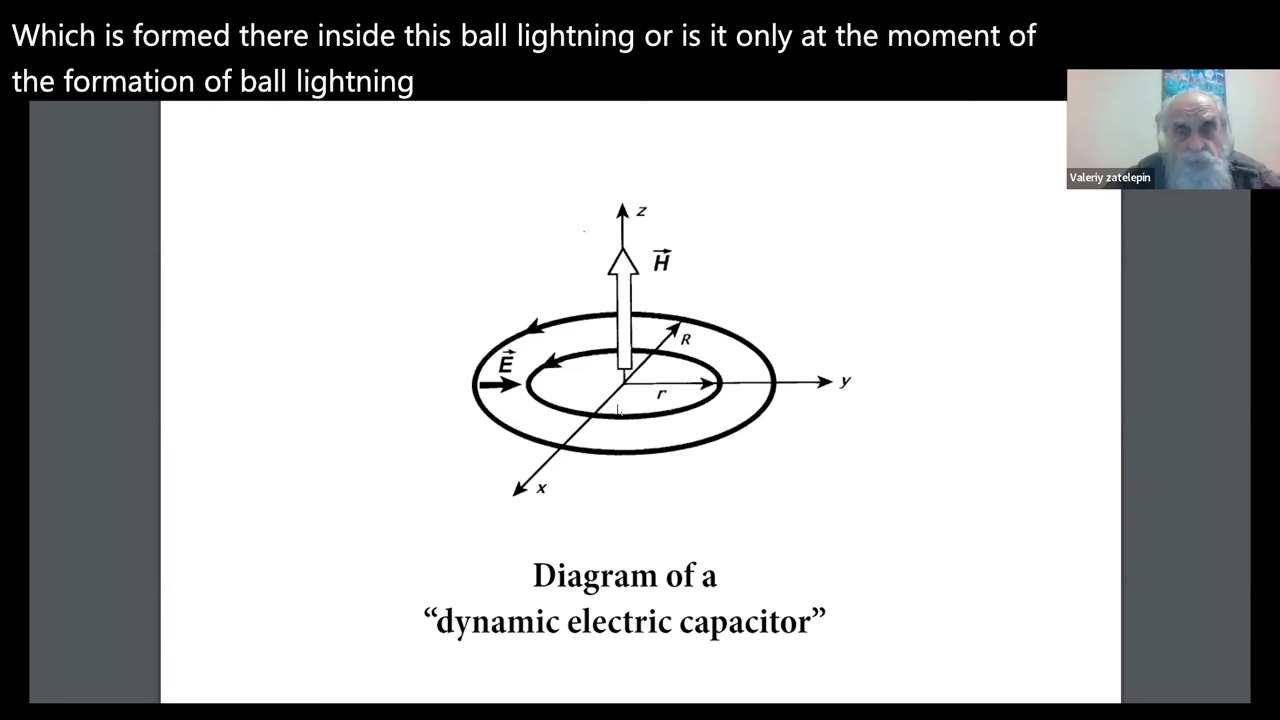 Which is formed there inside this ball lightning or is it only at the moment of
the formation of ball lightning
Valeriy zatelepin
z
H
R
E
y
r
x
Diagram of a
“dynamic electric capacitor”